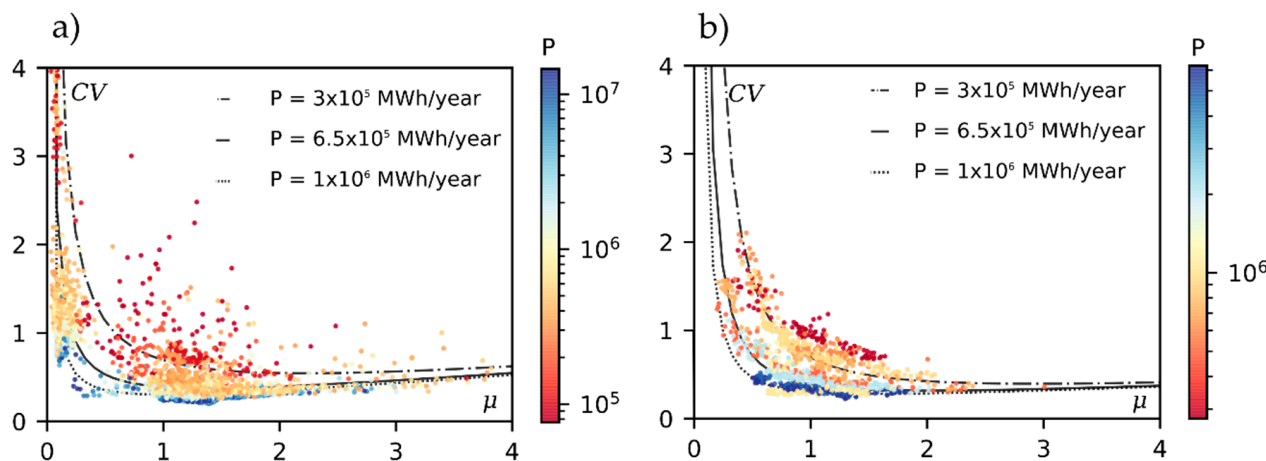 a)
P
4
3
2
1
0
CV
P = 3x10⁵ MWh/year
P = 6.5x10⁵ MWh/year
P = 1x10⁶ MWh/year
μ
0 1 2 3 4
10⁷
10⁶
10⁵
b)
P
4
3
2
1
0
CV
P = 3x10⁵ MWh/year
P = 6.5x10⁵ MWh/year
P = 1x10⁶ MWh/year
μ
0 1 2 3 4
10⁶